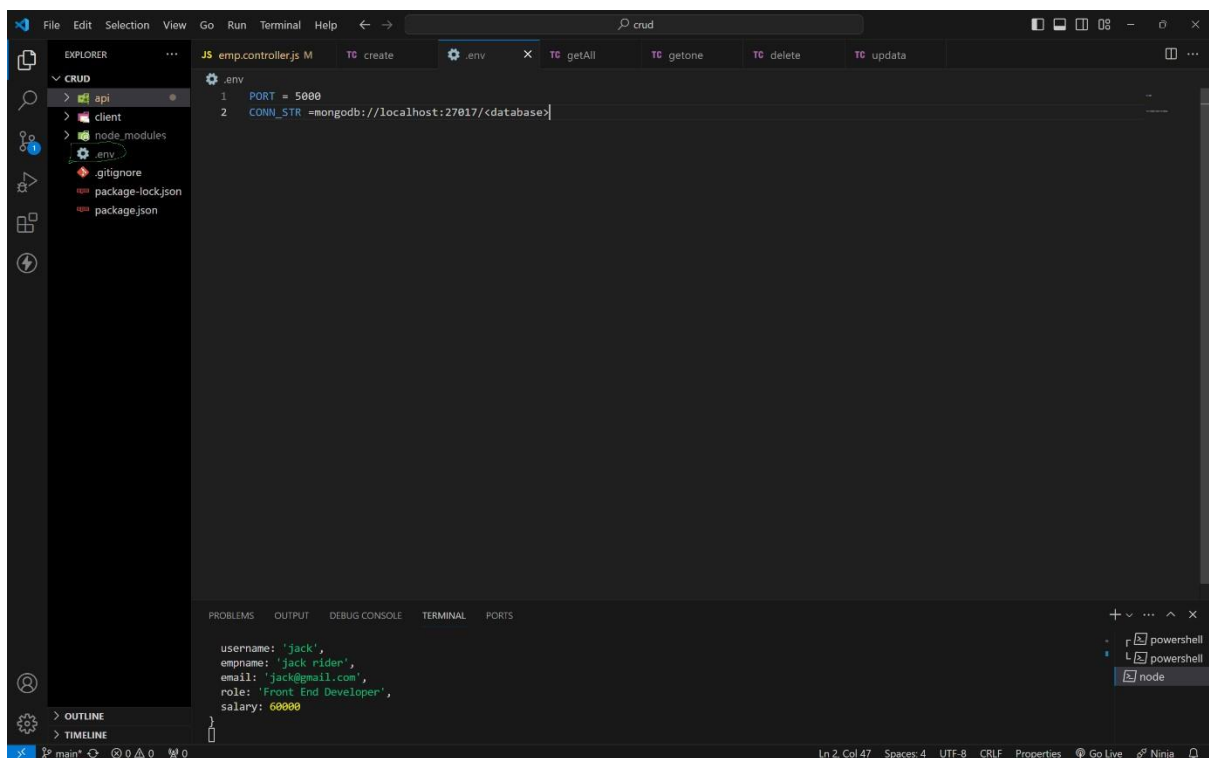 File Edit Selection View Go Run Terminal Help ← → crud
EXPLORER ···
JS emp.controller.js M TC create .env × TC getAll TC getone TC delete TC updata ···
CRUD
.env
api
client
node_modules
.env
.gitignore
package-lock.json
package.json
1 PORT = 5000
2 CONN_STR =mongodb://localhost:27017/<database>
1
PROBLEMS OUTPUT DEBUG CONSOLE TERMINAL PORTS
username: 'jack',
empname: 'jack rider',
email: 'jack@gmail.com',
role: 'Front End Developer',
salary: 60000
}
powershell
powershell
node
OUTLINE
TIMELINE
main* 0 0 0 Ln 2, Col 47 Spaces: 4 UTF-8 CRLF Properties Go Live Ninja